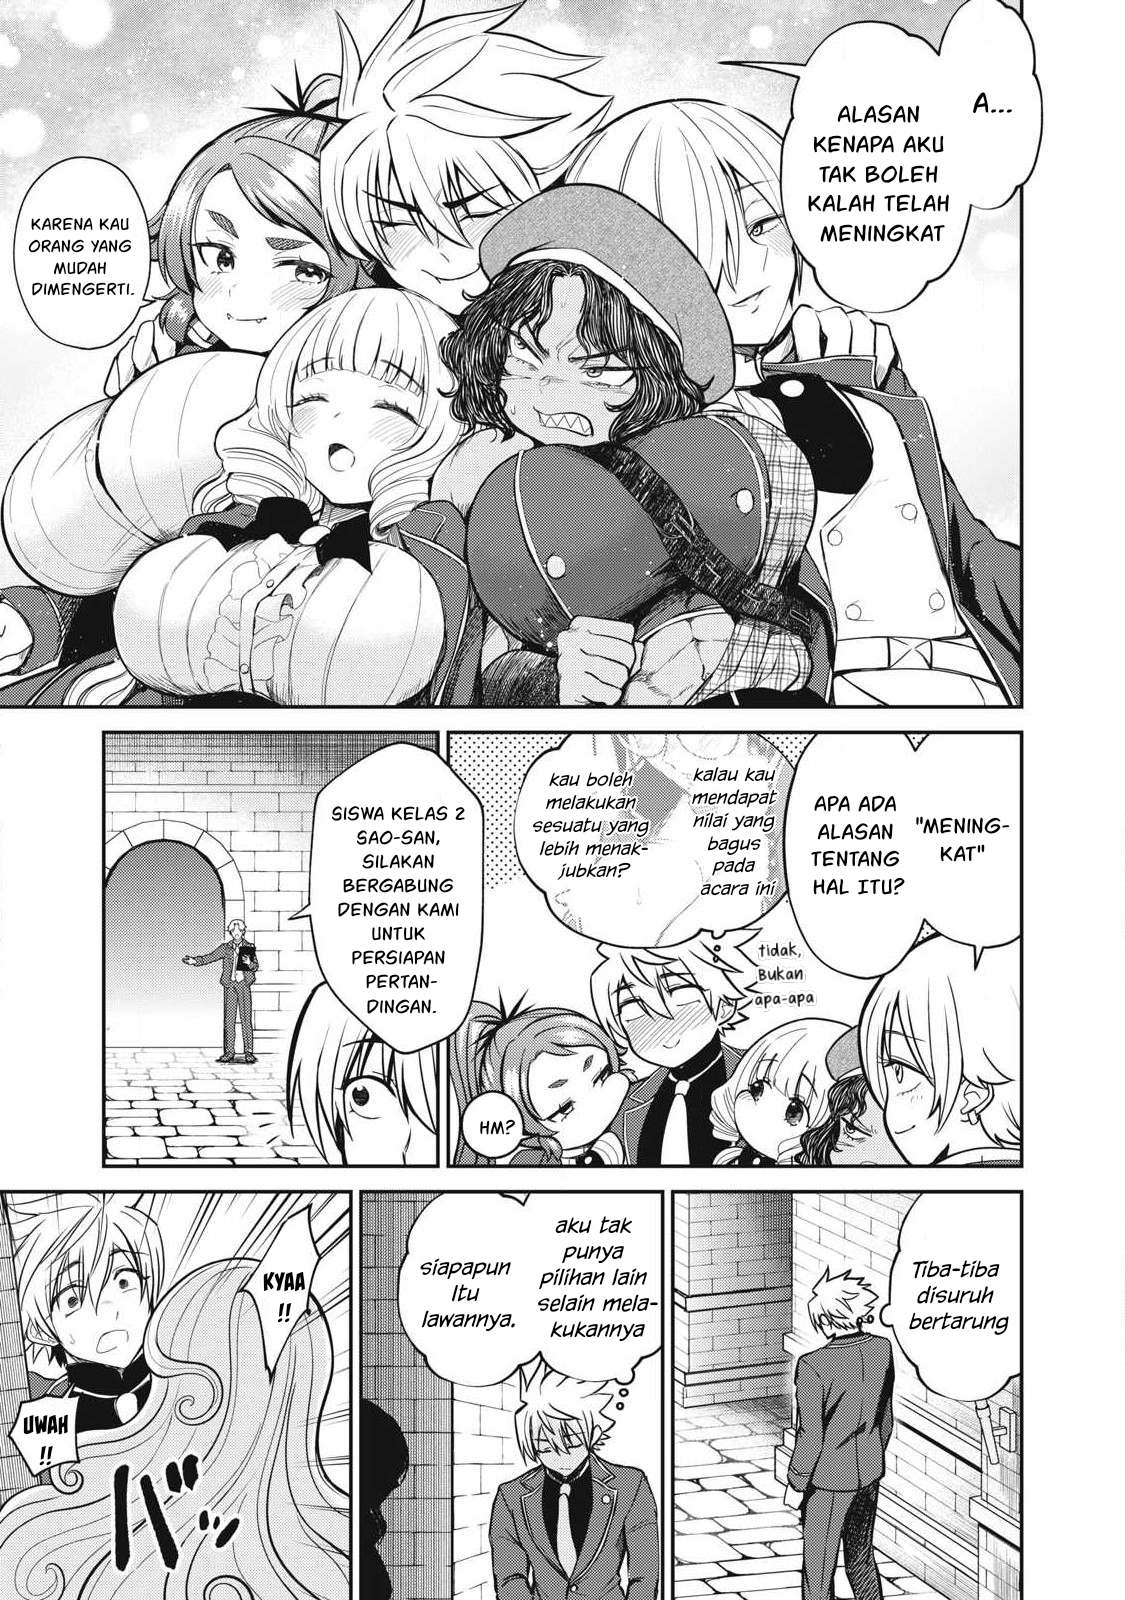 A...
ALASAN
KENAPA AKU
TAK BOLEH
KALAH TELAH
MENINGKAT
KARENA KAU
ORANG YANG
MUDAH
DIMENGERTI.
"MENING-
KAT"
APA ADA
ALASAN
TENTANG
HAL ITU?
kalau kau
mendapat
nilai yang
bagus
pada
acara ini
kau boleh
melakukan
sesuatu yang
lebih menak-
jubkan?
tidak,
Bukan
apa-apa
HM?
SISWA KELAS 2
SAO-SAN,
SILAKAN
BERGABUNG
DENGAN KAMI
UNTUK
PERSIAPAN
PERTAN-
DINGAN.
Tiba-tiba
disuruh
bertarung
aku tak
punya
pilihan lain
selain mela-
kukannya
siapapun
Itu
lawannya.
KYAA
!!
UWAH
!!
バッ